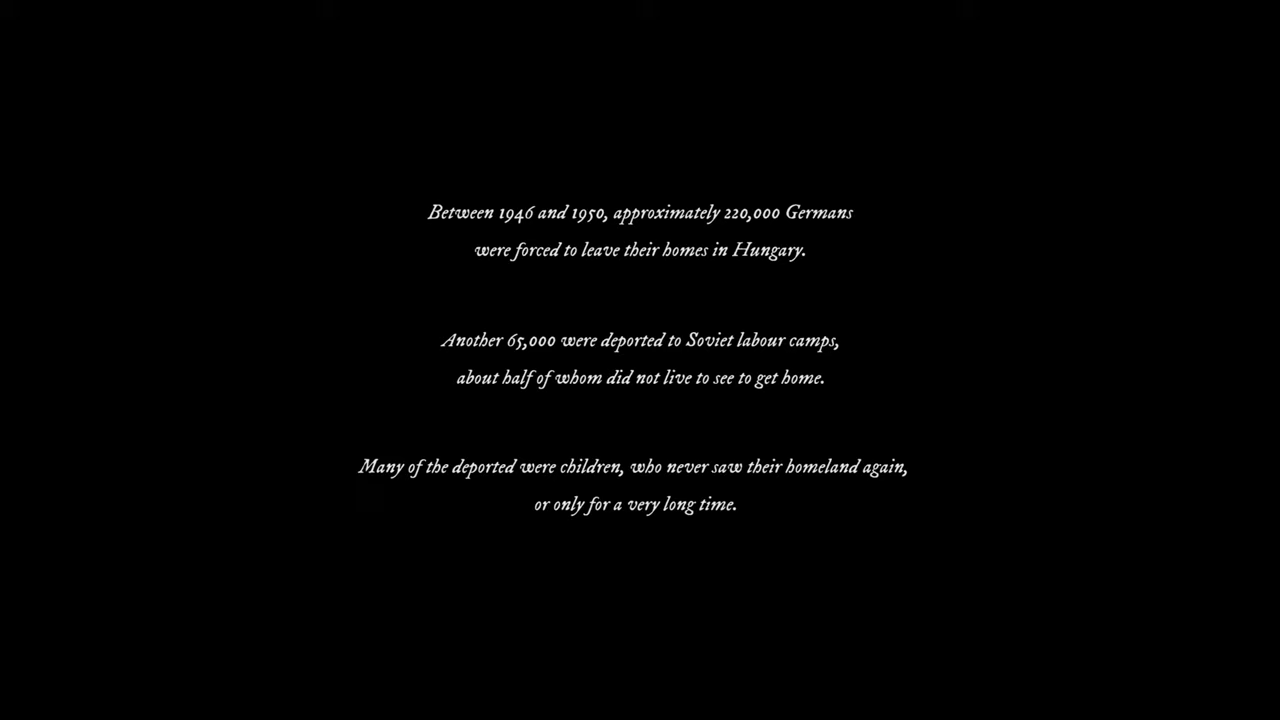 Between 1946 and 1950, approximately 220,000 Germans
were forced to leave their homes in Hungary.
Another 65,000 were deported to Soviet labour camps,
about half of whom did not live to see to get home.
Many of the deported were children, who never saw their homeland again,
or only for a very long time.